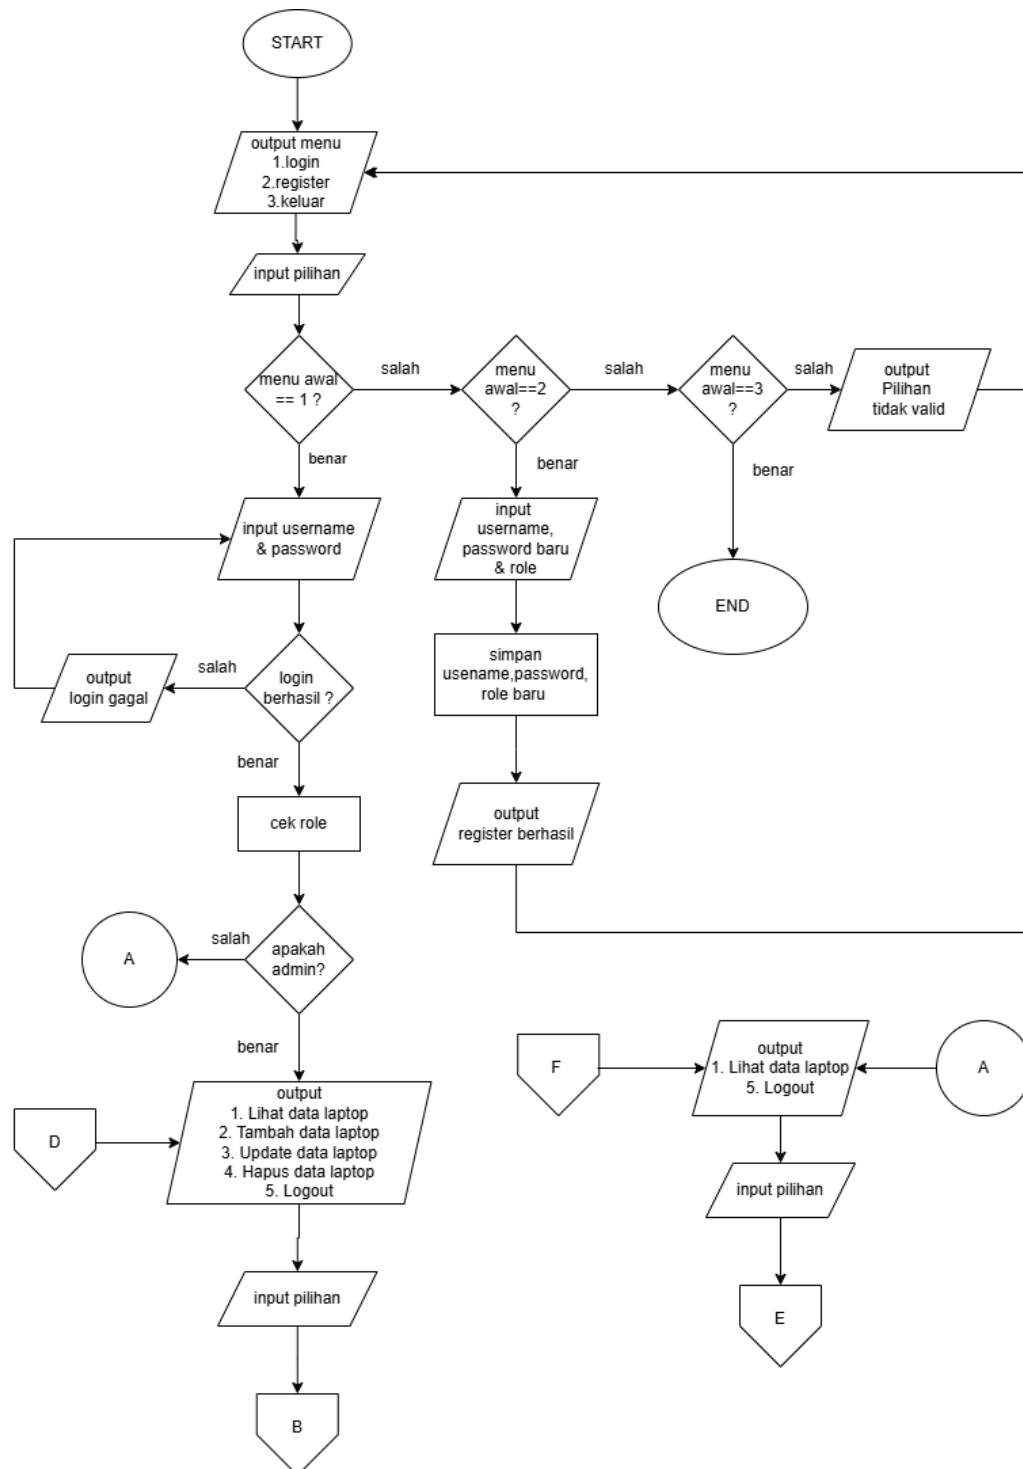 START
output menu
1.login
2.register
3.keluar
input pilihan
menu awal
== 1 ?
salah
menu
awal==2
?
salah
menu
awal==3
?
salah
output
Pilihan
tidak valid
benar
benar
benar
input username
& password
input
username,
password baru
& role
END
salah
output
login gagal
login
berhasil ?
simpan
usename,password,
role baru
benar
cek role
output
register berhasil
A
salah
apakah
admin?
benar
F
output
1. Lihat data laptop
5. Logout
A
D
output
1. Lihat data laptop
2. Tambah data laptop
3. Update data laptop
4. Hapus data laptop
5. Logout
input pilihan
input pilihan
E
B